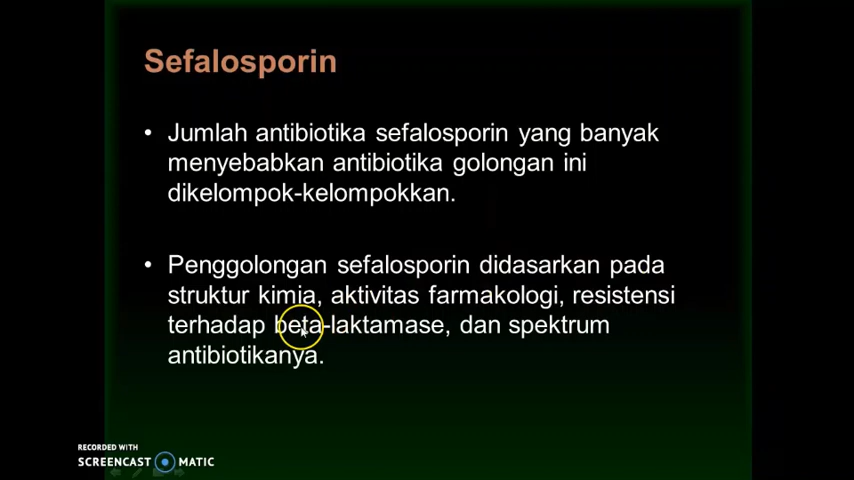 Sefalosporin
• Jumlah antibiotika sefalosporin yang banyak
menyebabkan antibiotika golongan ini
dikelompok-kelompokkan.
• Penggolongan sefalosporin didasarkan pada
struktur kimia, aktivitas farmakologi, resistensi
terhadap beta-laktamase, dan spektrum
antibiotikanya.
RECORDED WITH
SCREENCAST MATIC